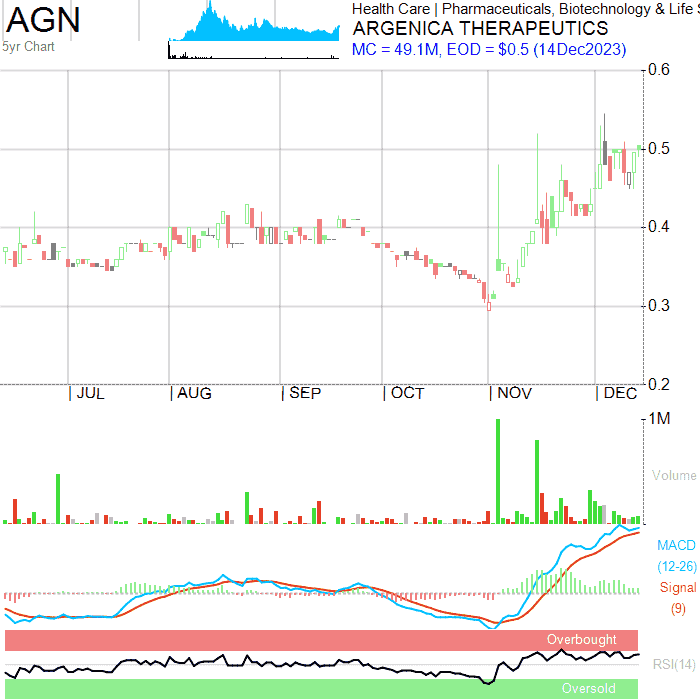 AGN
5yr Chart
Health Care | Pharmaceuticals, Biotechnology & Life S
ARGENICA THERAPEUTICS
MC = 49.1M, EOD = $0.5 (14Dec2023)
0.6
0.5
0.4
0.3
0.2
| JUL | AUG | SEP | OCT | NOV | DEC
1M
Volume
MACD
(12-26)
Signal
(9)
Overbought
RSI(14)
Oversold